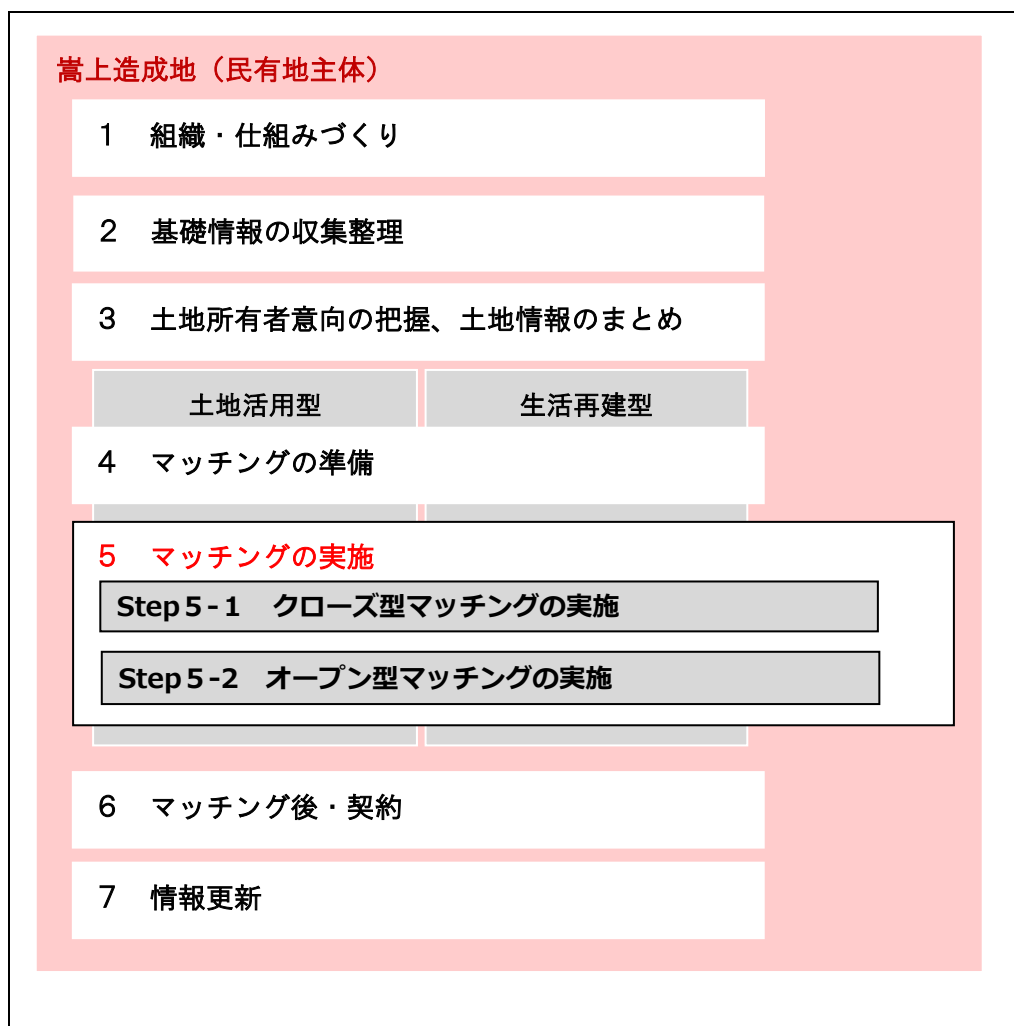 嵩上造成地（民有地主体）
１　組織・仕組みづくり
２　基礎情報の収集整理
３　土地所有者意向の把握、土地情報のまとめ
土地活用型　生活再建型
４　マッチングの準備
５　マッチングの実施
Step５-１　クローズ型マッチングの実施
Step５-2　オープン型マッチングの実施
６　マッチング後・契約
７　情報更新